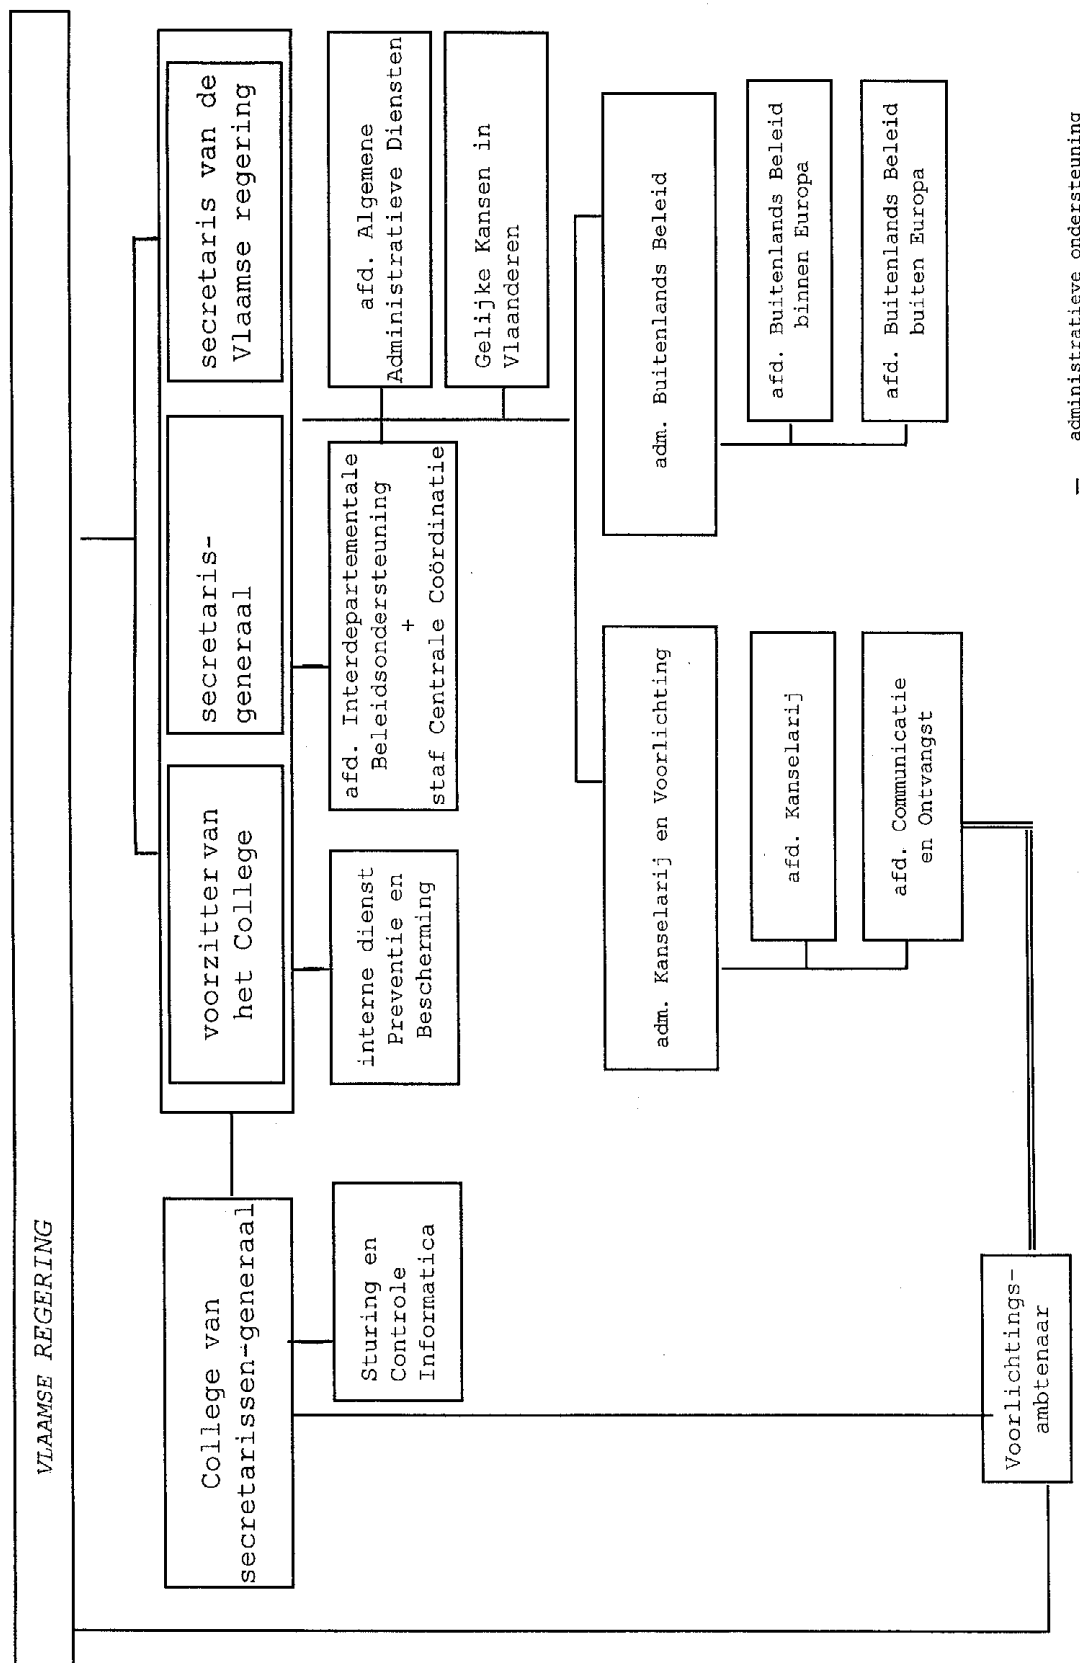 VLAAMSE REGERING
College van
secretarissen-generaal
voorzitter van
het College
secretaris-
generaal
secretaris van de
Vlaamse regering
Sturing en
Controle
Informatica
interne dienst
Preventie en
Bescherming
afd. Interdepartementale
Beleidsondersteuning
+
staf Centrale Coördinatie
afd. Algemene
Administratieve Diensten
Gelijke Kansen in
Vlaanderen
adm. Kanselarij en Voorlichting
adm. Buitenlands Beleid
afd. Kanselarij
afd. Communicatie
en Ontvangst
afd. Buitenlands Beleid
binnen Europa
afd. Buitenlands Beleid
buiten Europa
Voorlichtings-
ambtenaar
administratieve ondersteuning